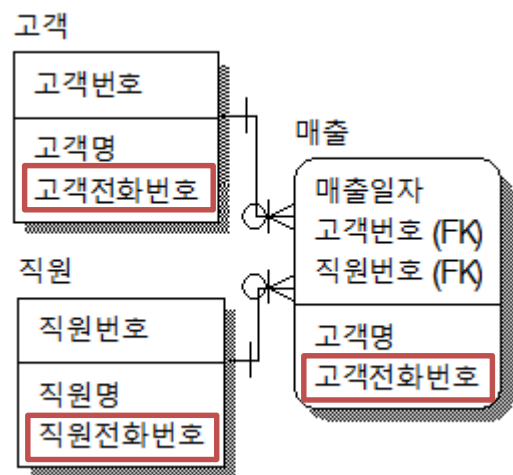 고객
고객번호
고객명
고객전화번호
직원
직원번호
직원명
직원전화번호
매출
매출일자
고객번호 (FK)
직원번호 (FK)
고객명
고객전화번호